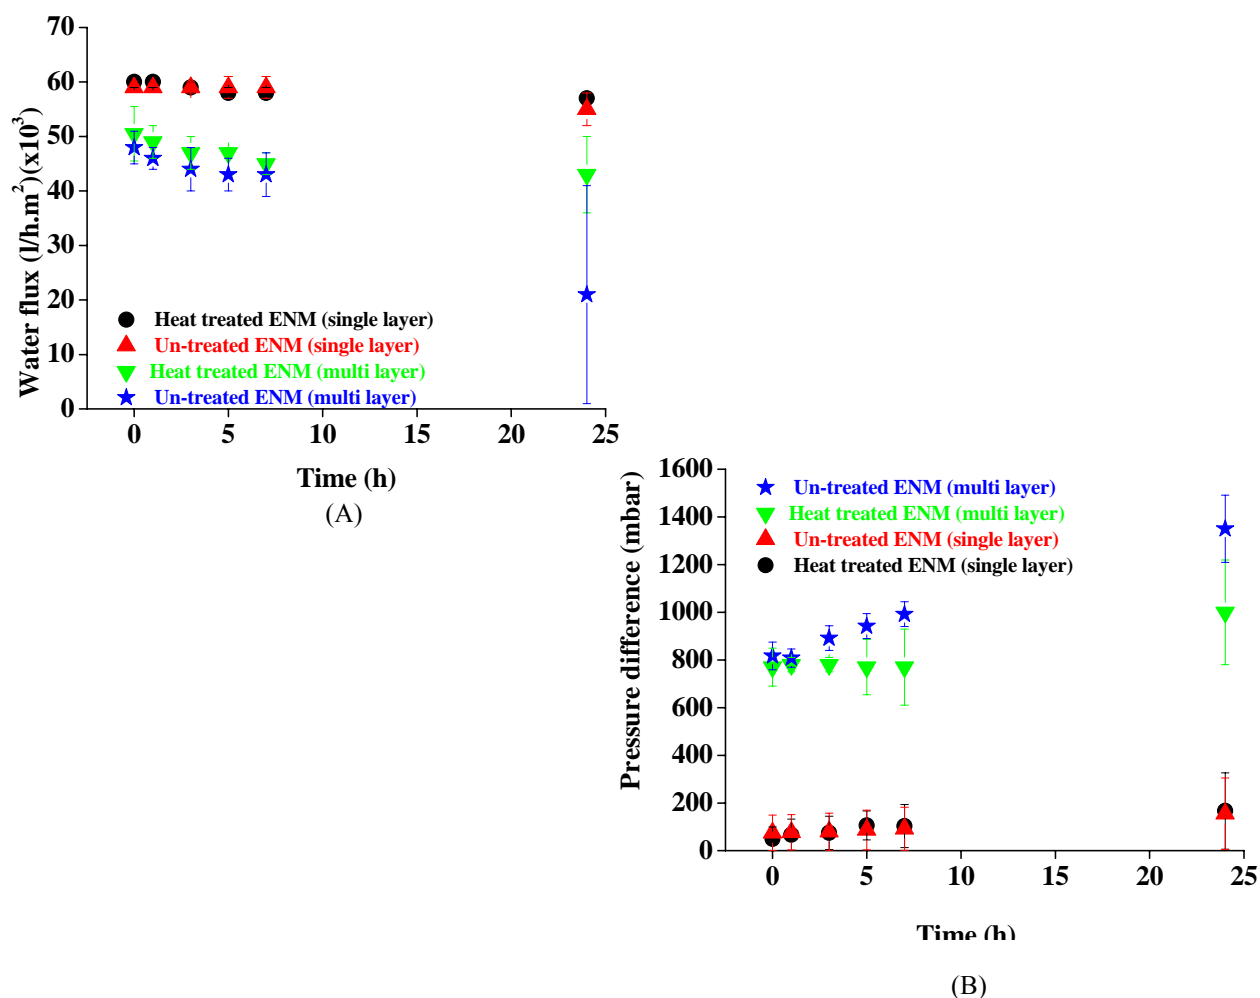 70
60
50
40
30
20
10
0
Water flux (l/h.m²)(x10³)
Heat treated ENM (single layer)
Un-treated ENM (single layer)
Heat treated ENM (multi layer)
Un-treated ENM (multi layer)
0 5 10 15 20 25
Time (h)
(A)
1600
1400
1200
1000
800
600
400
200
0
Pressure difference (mbar)
Un-treated ENM (multi layer)
Heat treated ENM (multi layer)
Un-treated ENM (single layer)
Heat treated ENM (single layer)
0 5 10 15 20 25
Time (h)
(B)